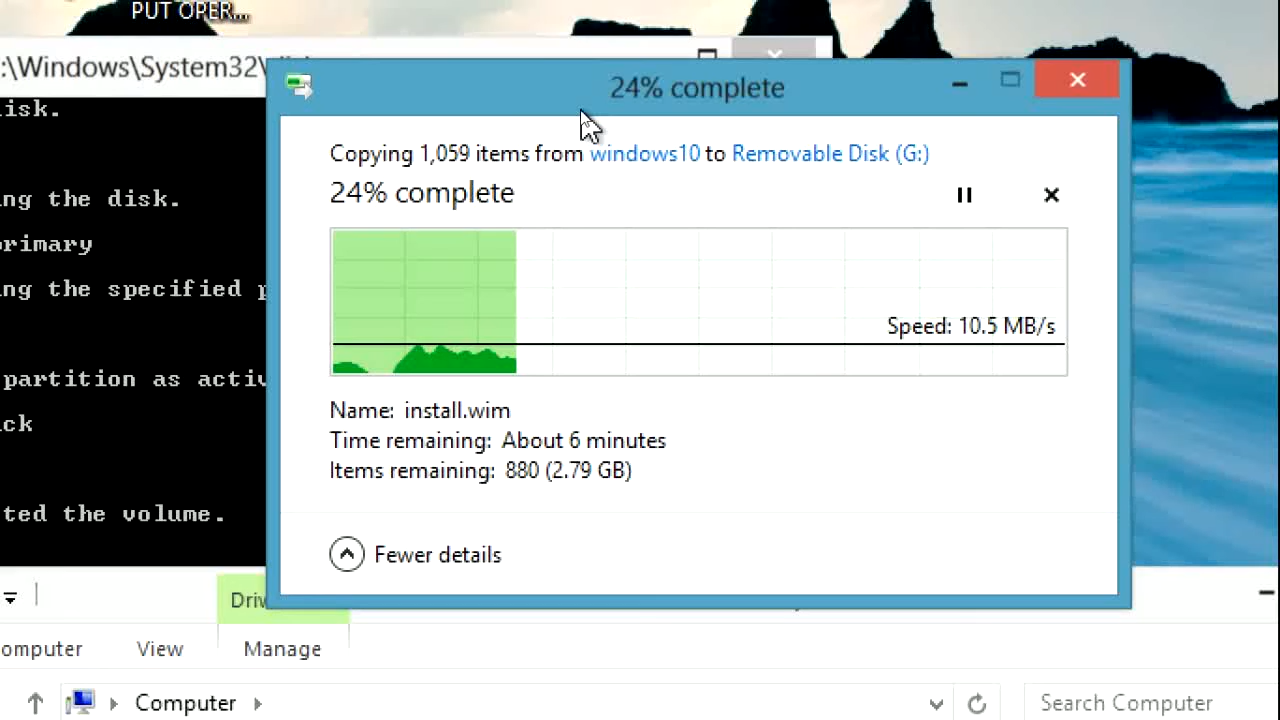 PUT OPER...
:\Windows\System32\
isk.
24% complete
Copying 1,059 items from windows10 to Removable Disk (G:)
24% complete
ng the disk.
primary
ng the specified p
Speed: 10.5 MB/s
partition as activ
ck
Name: install.wim
Time remaining: About 6 minutes
Items remaining: 880 (2.79 GB)
ted the volume.
Fewer details
Driv
omputer View Manage
Computer
Search Computer